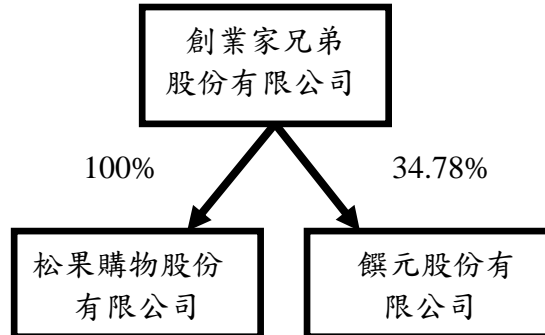 創業家兄弟
股份有限公司
100%
34.78%
松果購物股份
有限公司
饌元股份有
限公司